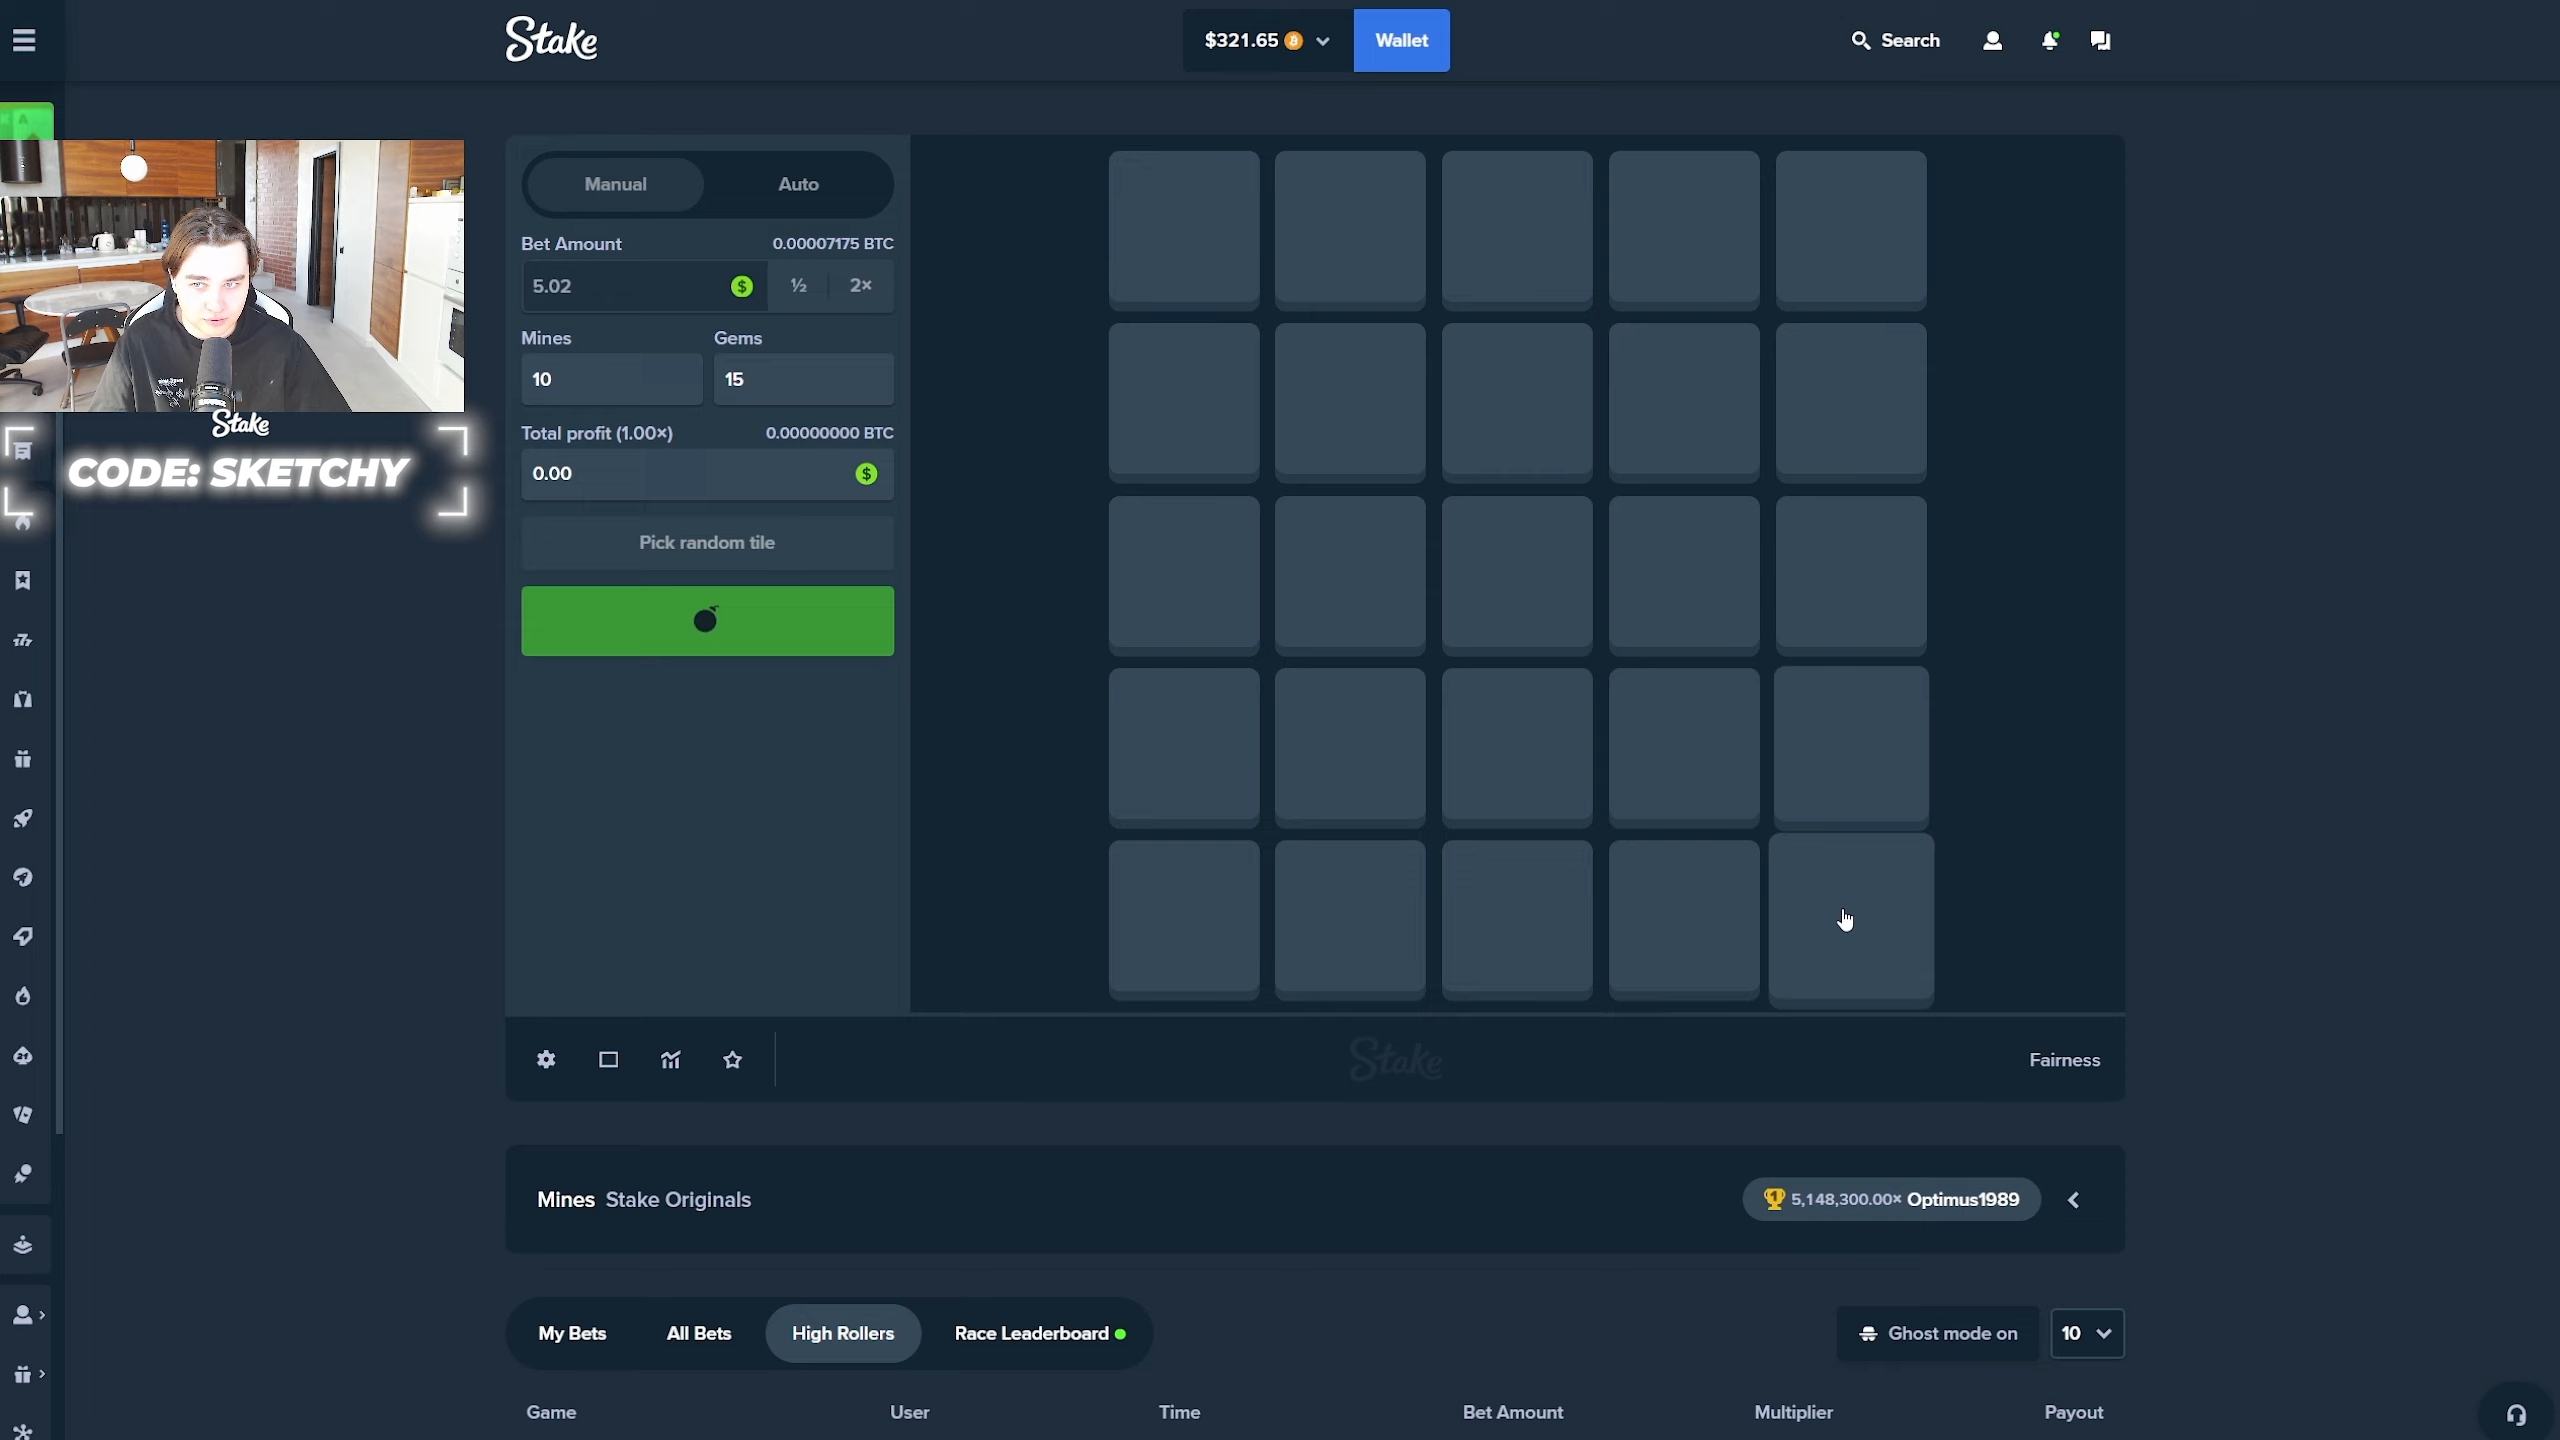 Stake
$321.65
Wallet
Search
Manual
Auto
Bet Amount
0.00007175 BTC
5.02
½
2×
Mines
Gems
10
15
Total profit (1.00×)
0.00000000 BTC
0.00
Pick random tile
Stake
CODE: SKETCHY
Stake
Fairness
Mines Stake Originals
5,148,300.00× Optimus1989
My Bets
All Bets
High Rollers
Race Leaderboard
Ghost mode on
10
Game
User
Time
Bet Amount
Multiplier
Payout